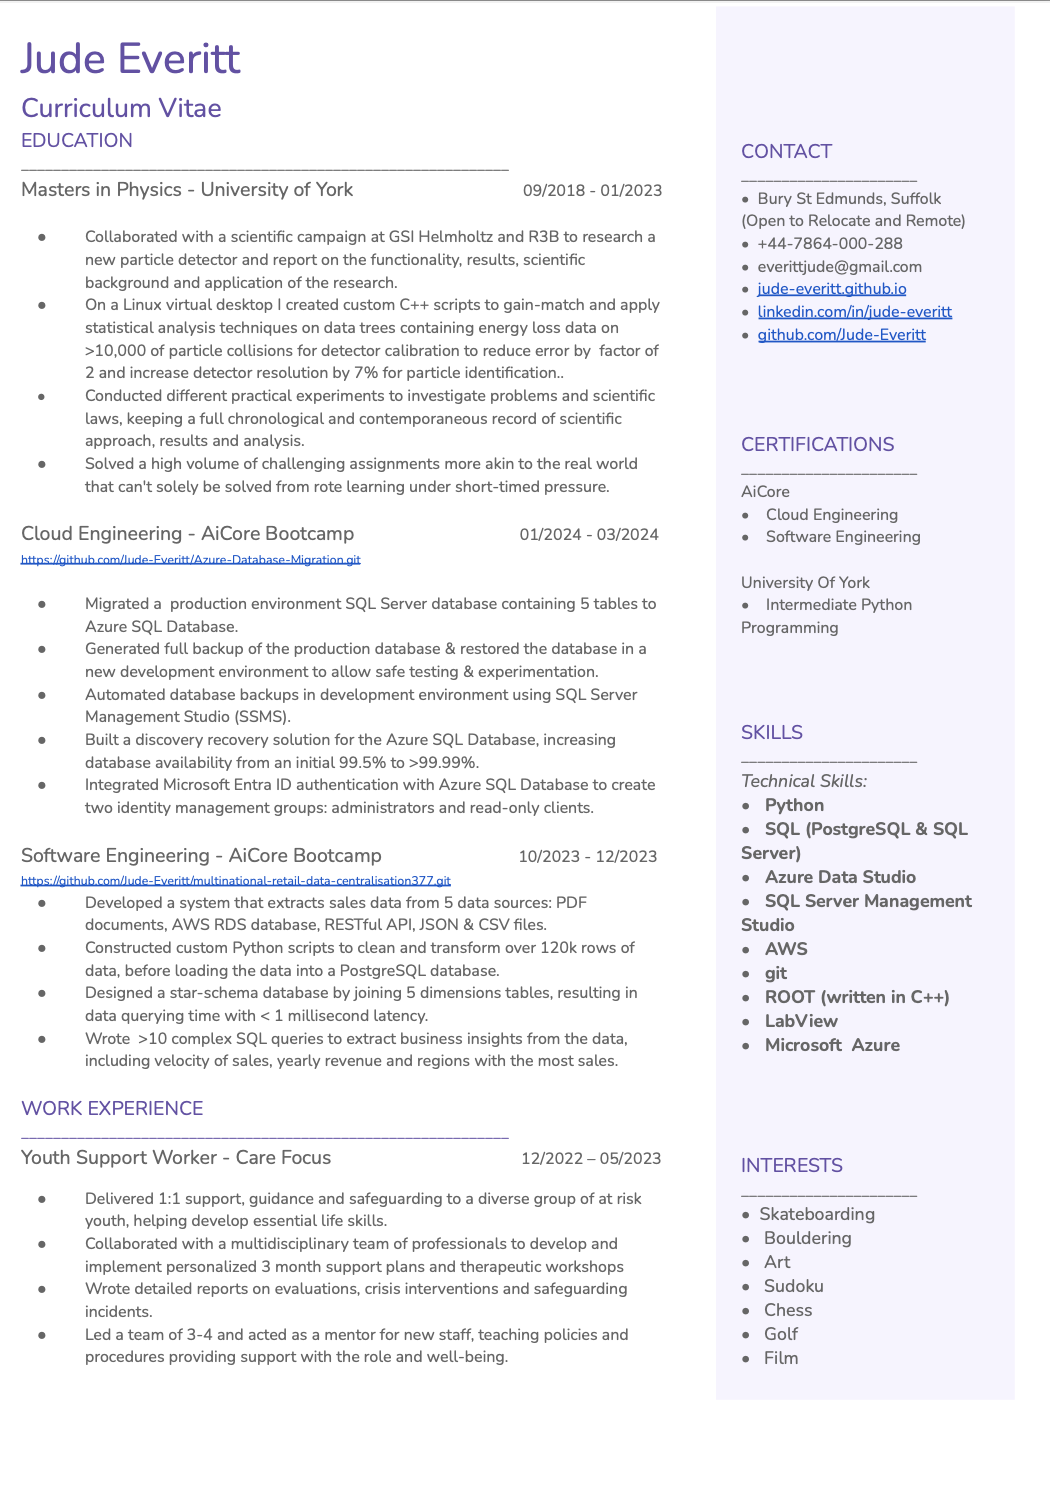 Jude Everitt
Curriculum Vitae
EDUCATION
Masters in Physics - University of York 09/2018 - 01/2023
● Collaborated with a scientific campaign at GSI Helmholtz and R3B to research a
new particle detector and report on the functionality, results, scientific
background and application of the research.
● On a Linux virtual desktop I created custom C++ scripts to gain-match and apply
statistical analysis techniques on data trees containing energy loss data on
>10,000 of particle collisions for detector calibration to reduce error by  factor of
2 and increase detector resolution by 7% for particle identification..
● Conducted different practical experiments to investigate problems and scientific
laws, keeping a full chronological and contemporaneous record of scientific
approach, results and analysis.
● Solved a high volume of challenging assignments more akin to the real world
that can't solely be solved from rote learning under short-timed pressure.
Cloud Engineering - AiCore Bootcamp 01/2024 - 03/2024
https://github.com/Jude-Everitt/Azure-Database-Migration.git
● Migrated a  production environment SQL Server database containing 5 tables to
Azure SQL Database.
● Generated full backup of the production database & restored the database in a
new development environment to allow safe testing & experimentation.
● Automated database backups in development environment using SQL Server
Management Studio (SSMS).
● Built a discovery recovery solution for the Azure SQL Database, increasing
database availability from an initial 99.5% to >99.99%.
● Integrated Microsoft Entra ID authentication with Azure SQL Database to create
two identity management groups: administrators and read-only clients.
Software Engineering - AiCore Bootcamp 10/2023 - 12/2023
https://github.com/Jude-Everitt/multinational-retail-data-centralisation377.git
● Developed a system that extracts sales data from 5 data sources: PDF
documents, AWS RDS database, RESTful API, JSON & CSV files.
● Constructed custom Python scripts to clean and transform over 120k rows of
data, before loading the data into a PostgreSQL database.
● Designed a star-schema database by joining 5 dimensions tables, resulting in
data querying time with < 1 millisecond latency.
● Wrote  >10 complex SQL queries to extract business insights from the data,
including velocity of sales, yearly revenue and regions with the most sales.
WORK EXPERIENCE
Youth Support Worker - Care Focus 12/2022 – 05/2023
● Delivered 1:1 support, guidance and safeguarding to a diverse group of at risk
youth, helping develop essential life skills.
● Collaborated with a multidisciplinary team of professionals to develop and
implement personalized 3 month support plans and therapeutic workshops
● Wrote detailed reports on evaluations, crisis interventions and safeguarding
incidents.
● Led a team of 3-4 and acted as a mentor for new staff, teaching policies and
procedures providing support with the role and well-being.
CONTACT
● Bury St Edmunds, Suffolk
(Open to Relocate and Remote)
● +44-7864-000-288
● everittjude@gmail.com
● jude-everitt.github.io
● linkedin.com/in/jude-everitt
● github.com/Jude-Everitt
CERTIFICATIONS
AiCore
● Cloud Engineering
● Software Engineering
University Of York
● Intermediate Python
Programming
SKILLS
Technical Skills:
● Python
● SQL (PostgreSQL & SQL
Server)
● Azure Data Studio
● SQL Server Management
Studio
● AWS
● git
● ROOT (written in C++)
● LabView
● Microsoft  Azure
INTERESTS
● Skateboarding
● Bouldering
● Art
● Sudoku
● Chess
● Golf
● Film